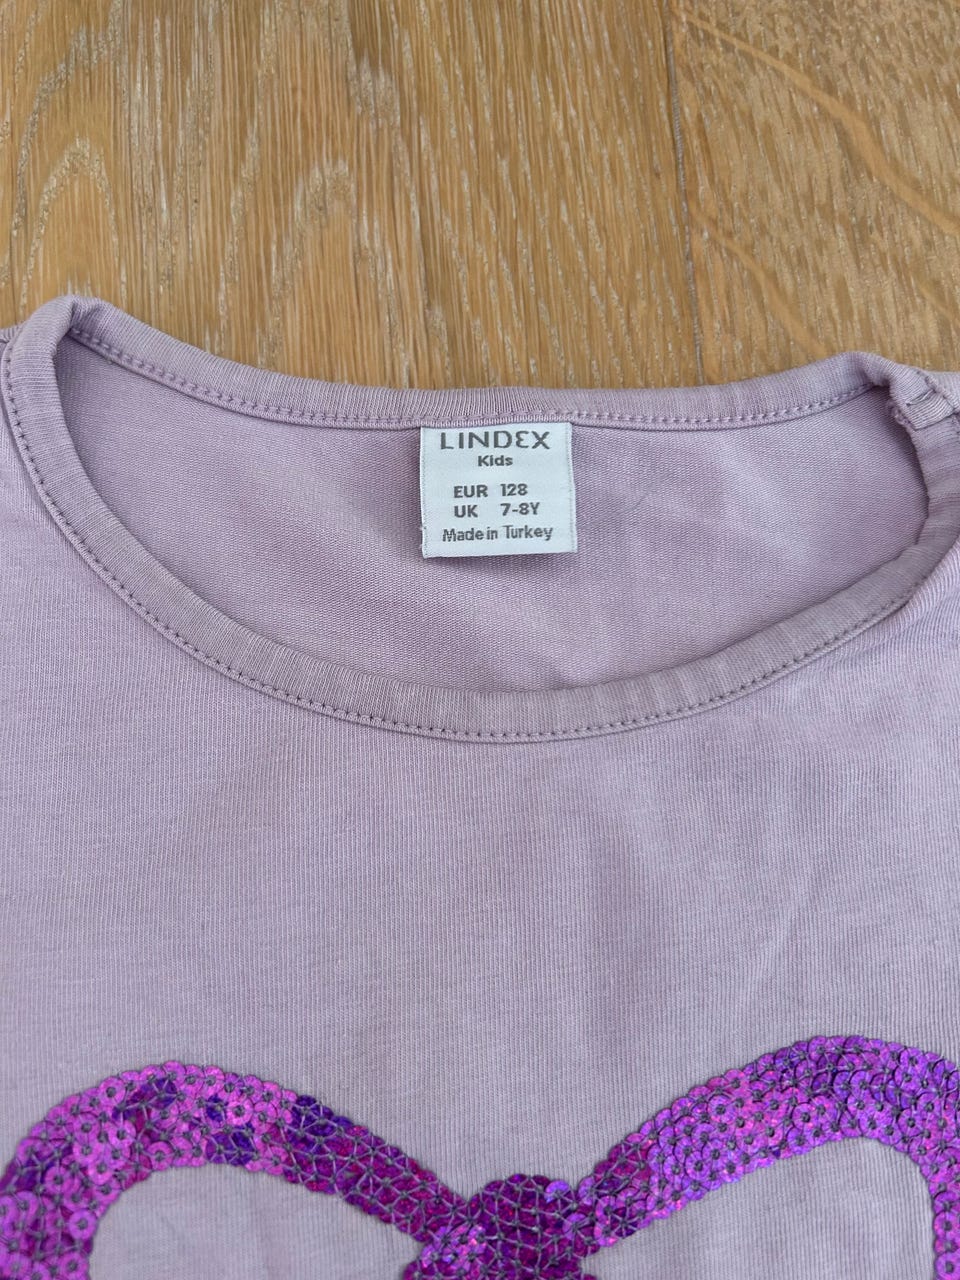 LINDEX
Kids
EUR 128
UK 7-8Y
Made in Turkey